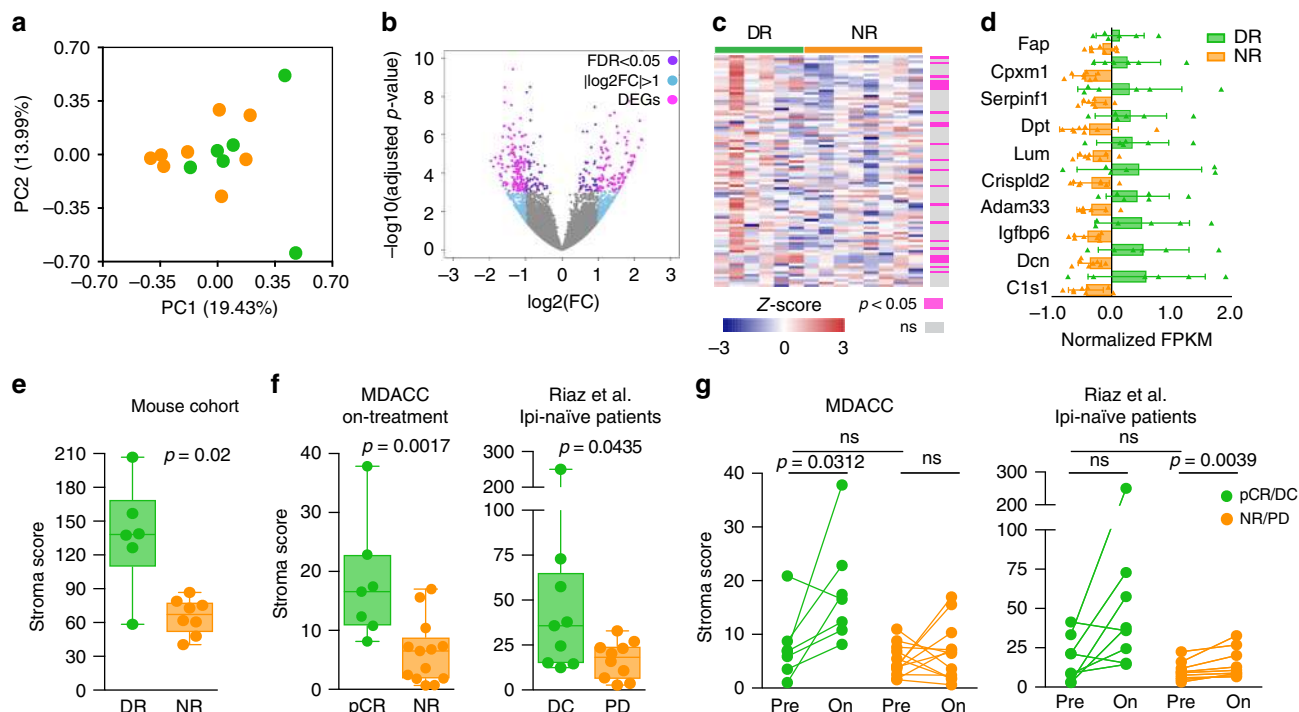 a
0.70
0.35
0.00
−0.35
−0.70
−0.70
−0.35
0.00
0.35
0.70
PC2 (13.99%)
PC1 (19.43%)
b
10
8
6
4
2
0
−3
−2
−1
0
1
2
3
−log10(adjusted p-value)
log2(FC)
FDR<0.05
|log2FC|>1
DEGs
c
DR
NR
Z-score
−3
0
3
p < 0.05
ns
d
Fap
Cpxm1
Serpinf1
Dpt
Lum
Crispld2
Adam33
Igfbp6
Dcn
C1s1
DR
NR
−1.0
0.0
1.0
2.0
Normalized FPKM
e
Mouse cohort
p = 0.02
210
180
150
120
90
60
30
0
Stroma score
DR
NR
f
MDACC
on-treatment
p = 0.0017
40
30
20
10
0
Stroma score
pCR
NR
Riaz et al.
Ipi-naïve patients
p = 0.0435
300
200
100
75
50
25
0
DC
PD
g
MDACC
ns
p = 0.0312
ns
40
30
20
10
0
Stroma score
Pre
On
Pre
On
Riaz et al.
Ipi-naïve patients
ns
ns
p = 0.0039
300
200
100
75
50
25
0
pCR/DC
NR/PD
Pre
On
Pre
On